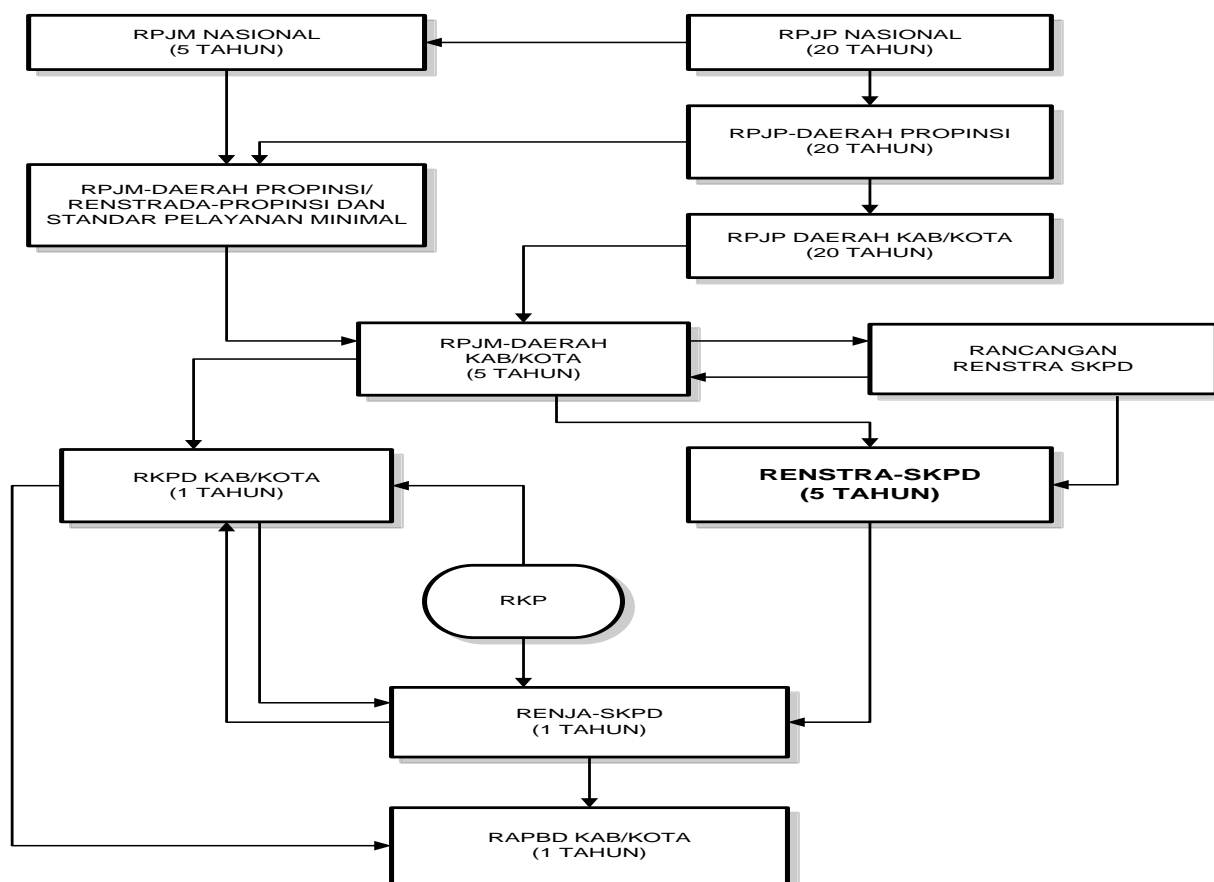 RPJM NASIONAL
(5 TAHUN)
RPJP NASIONAL
(20 TAHUN)
RPJP-DAERAH PROPINSI
(20 TAHUN)
RPJM-DAERAH PROPINSI/
RENSTRADA-PROPINSI DAN
STANDAR PELAYANAN MINIMAL
RPJP DAERAH KAB/KOTA
(20 TAHUN)
RPJM-DAERAH
KAB/KOTA
(5 TAHUN)
RANCANGAN
RENSTRA SKPD
RKPD KAB/KOTA
(1 TAHUN)
RENSTRA-SKPD
(5 TAHUN)
RKP
RENJA-SKPD
(1 TAHUN)
RAPBD KAB/KOTA
(1 TAHUN)